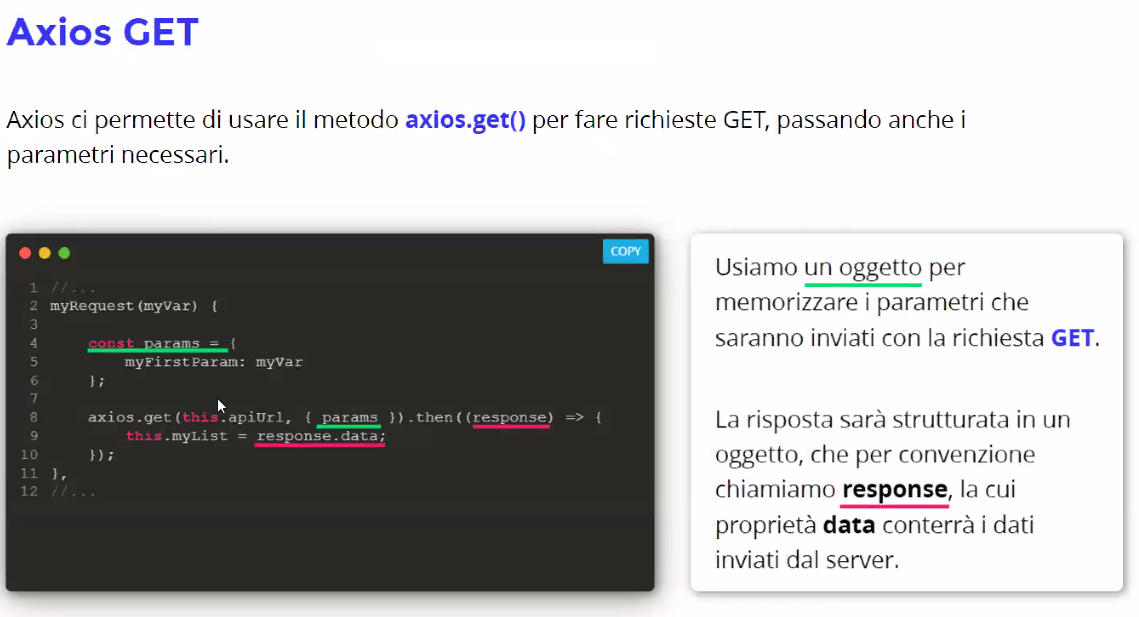 Axios GET
Axios ci permette di usare il metodo axios.get() per fare richieste GET, passando anche i
parametri necessari.
COPY
1 //...
2 myRequest(myVar) {
3
4 const params = {
5 myFirstParam: myVar
6 };
7
8 axios.get(this.apiUrl, { params }).then((response) => {
9 this.myList = response.data;
10 });
11 },
12 //...
Usiamo un oggetto per
memorizzare i parametri che
saranno inviati con la richiesta GET.
La risposta sarà strutturata in un
oggetto, che per convenzione
chiamiamo response, la cui
proprietà data conterrà i dati
inviati dal server.